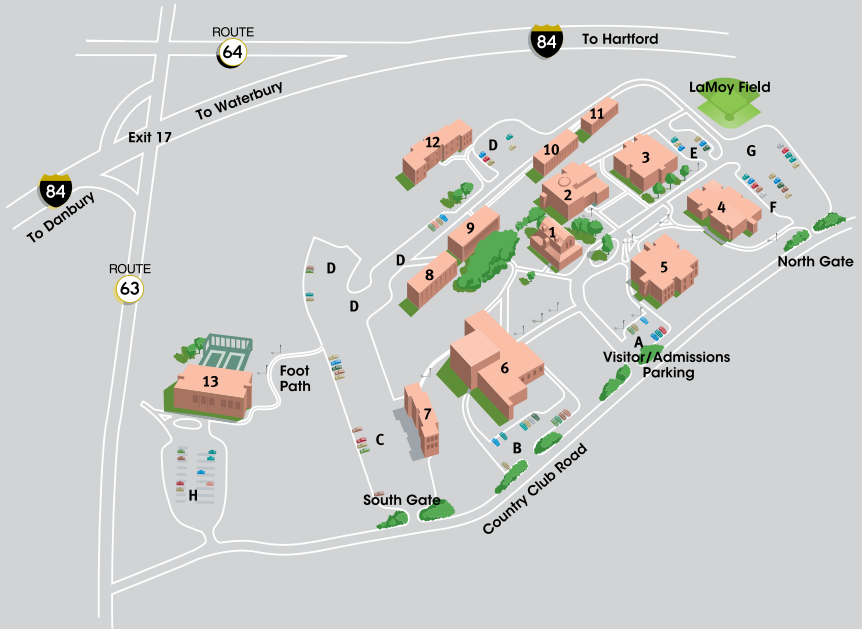 ROUTE
64
84
To Hartford
To Waterbury
LaMoy Field
Exit 17
11
12
D
10
3
E
G
84
To Danbury
2
4
F
9
1
North Gate
D
D
8
5
ROUTE
63
D
A
Visitor/Admissions
Parking
6
Foot
Path
13
7
C
B
H
South Gate
Country Club Road